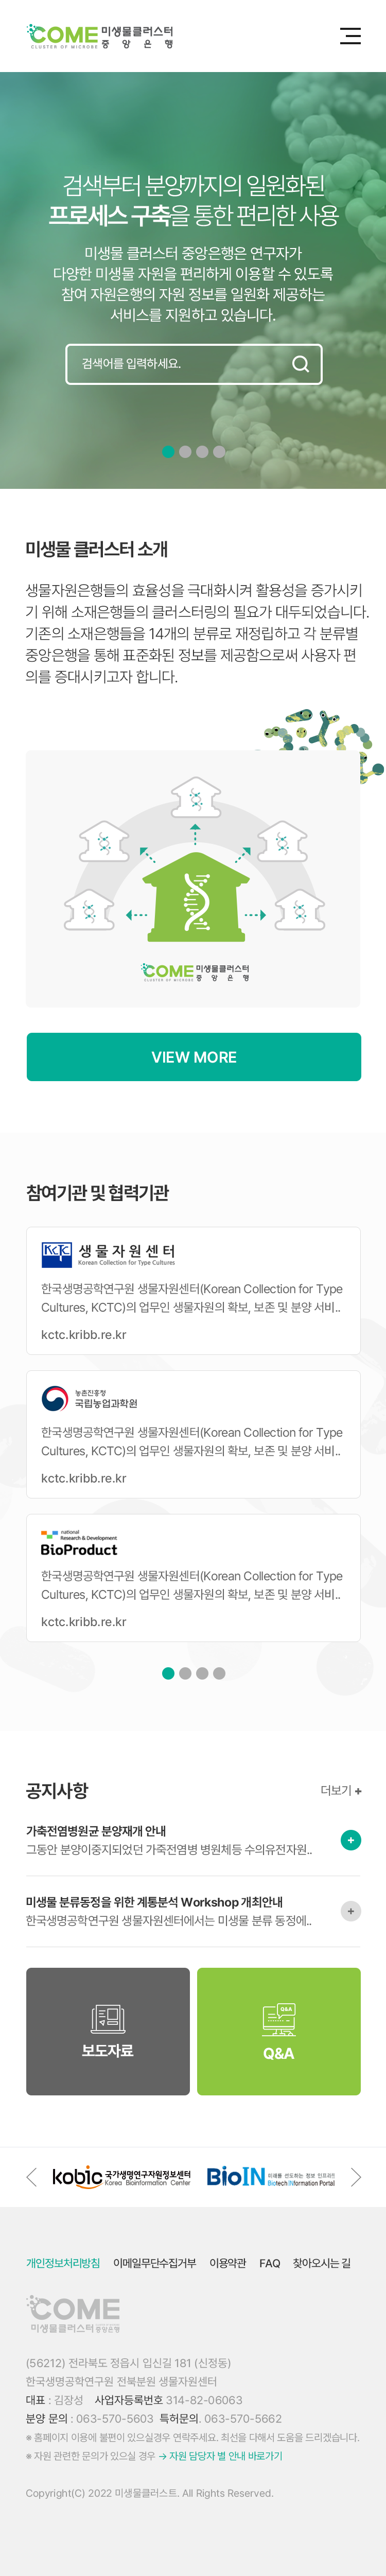 COME 미생물클러스터
CLUSTER OF MICROBE 중앙은행
검색부터 분양까지의 일원화된
프로세스 구축을 통한 편리한 사용
미생물 클러스터 중앙은행은 연구자가
다양한 미생물 자원을 편리하게 이용할 수 있도록
참여 자원은행의 자원 정보를 일원화 제공하는
서비스를 지원하고 있습니다.
검색어를 입력하세요.
미생물 클러스터 소개
생물자원은행들의 효율성을 극대화시켜 활용성을 증가시키
기 위해 소재은행들의 클러스터링의 필요가 대두되었습니다.
기존의 소재은행들을 14개의 분류로 재정립하고 각 분류별
중앙은행을 통해 표준화된 정보를 제공함으로써 사용자 편
의를 증대시키고자 합니다.
COME 미생물클러스터
CLUSTER OF MICROBE 중앙은행
VIEW MORE
참여기관 및 협력기관
KCTC 생물자원센터
Korean Collection for Type Cultures
한국생명공학연구원 생물자원센터(Korean Collection for Type
Cultures, KCTC)의 업무인 생물자원의 확보, 보존 및 분양 서비..
kctc.kribb.re.kr
농촌진흥청
국립농업과학원
한국생명공학연구원 생물자원센터(Korean Collection for Type
Cultures, KCTC)의 업무인 생물자원의 확보, 보존 및 분양 서비..
kctc.kribb.re.kr
national
Research & Development
BioProduct
한국생명공학연구원 생물자원센터(Korean Collection for Type
Cultures, KCTC)의 업무인 생물자원의 확보, 보존 및 분양 서비..
kctc.kribb.re.kr
공지사항 더보기 +
가축전염병원균 분양재개 안내
그동안 분양이중지되었던 가축전염병 병원체등 수의유전자원..
미생물 분류동정을 위한 계통분석 Workshop 개최안내
한국생명공학연구원 생물자원센터에서는 미생물 분류 동정에..
보도자료
Q&A
Q&A
kobic 국가생명연구자원정보센터
Korea Bioinformation Center
BioIN 미래를 선도하는 정보 인프라
Biotech INformation Portal
개인정보처리방침 이메일무단수집거부 이용약관 FAQ 찾아오시는 길
COME
미생물클러스터 중앙은행
(56212) 전라북도 정읍시 입신길 181 (신정동)
한국생명공학연구원 전북분원 생물자원센터
대표 : 김장성 사업자등록번호 314-82-06063
분양 문의 : 063-570-5603 특허문의. 063-570-5662
※ 홈페이지 이용에 불편이 있으실경우 연락주세요. 최선을 다해서 도움을 드리겠습니다.
※ 자원 관련한 문의가 있으실 경우 → 자원 담당자 별 안내 바로가기
Copyright(C) 2022 미생물클러스트. All Rights Reserved.